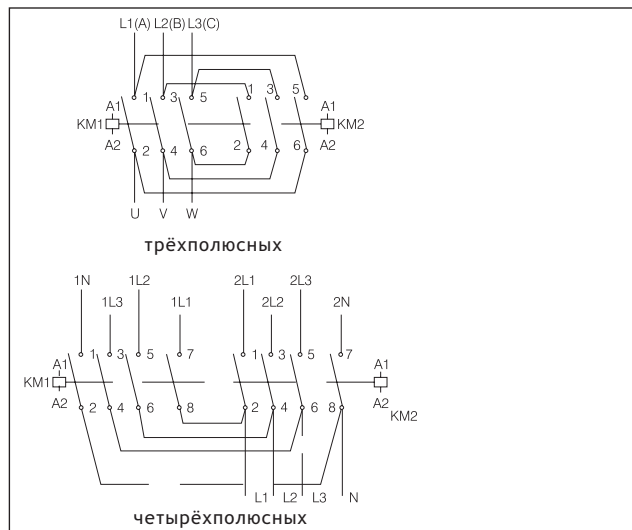 L1(A) L2(B) L3(C)
1 3 5 1 3 5
A1 A1
KM1 KM2
A2 A2
2 4 6 2 4 6
U V W
трёхполюсных
1N 1L2 2L1 2L3
1L3 1L1 2L2 2N
1 3 5 7 1 3 5 7
A1 A1
KM1
A2 A2
2 4 6 8 2 4 6 8
KM2
L1 L2 L3 N
четырёхполюсных